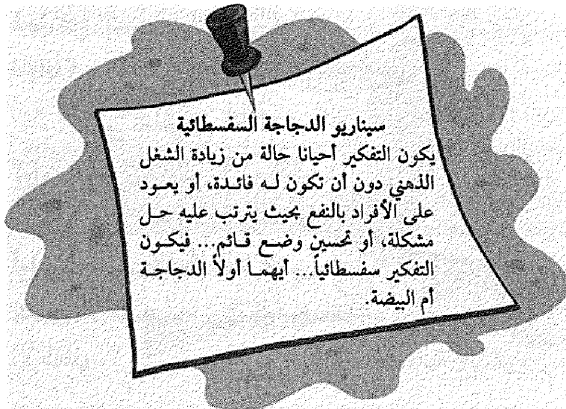 سيناريو الدجاجة السفسطائية
يكون التفكير أحيانا حالة من زيادة الشغل
الذهني دون أن تكون له فائدة، أو يعود
على الأفراد بالنفع بحيث يترتب عليه حل
مشكلة، أو تحسين وضع قائم... فيكون
التفكير سفسطائياً... أيهما أولاً الدجاجة
أم البيضة.